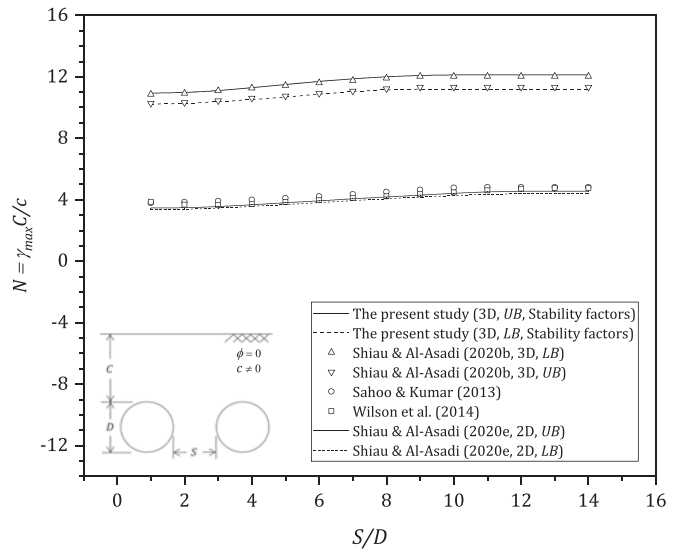 16
12
8
4
0
-4
-8
-12
N = γmaxC/c
0
2
4
6
8
10
12
14
16
S/D
C
D
S
ϕ = 0
c ≠ 0
The present study (3D, UB, Stability factors)
The present study (3D, LB, Stability factors)
Shiau & Al-Asadi (2020b, 3D, LB)
Shiau & Al-Asadi (2020b, 3D, UB)
Sahoo & Kumar (2013)
Wilson et al. (2014)
Shiau & Al-Asadi (2020e, 2D, UB)
Shiau & Al-Asadi (2020e, 2D, LB)